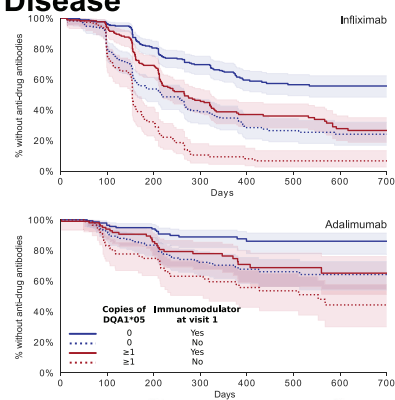 Disease
Infliximab
% without anti-drug antibodies
100%
80%
60%
40%
20%
0%
0 100 200 300 400 500 600 700
Days
Adalimumab
% without anti-drug antibodies
100%
80%
60%
40%
20%
0%
Copies of Immunomodulator
DQA1*05 at visit 1
0 Yes
0 No
≥1 Yes
≥1 No
0 100 200 300 400 500 600 700
Days